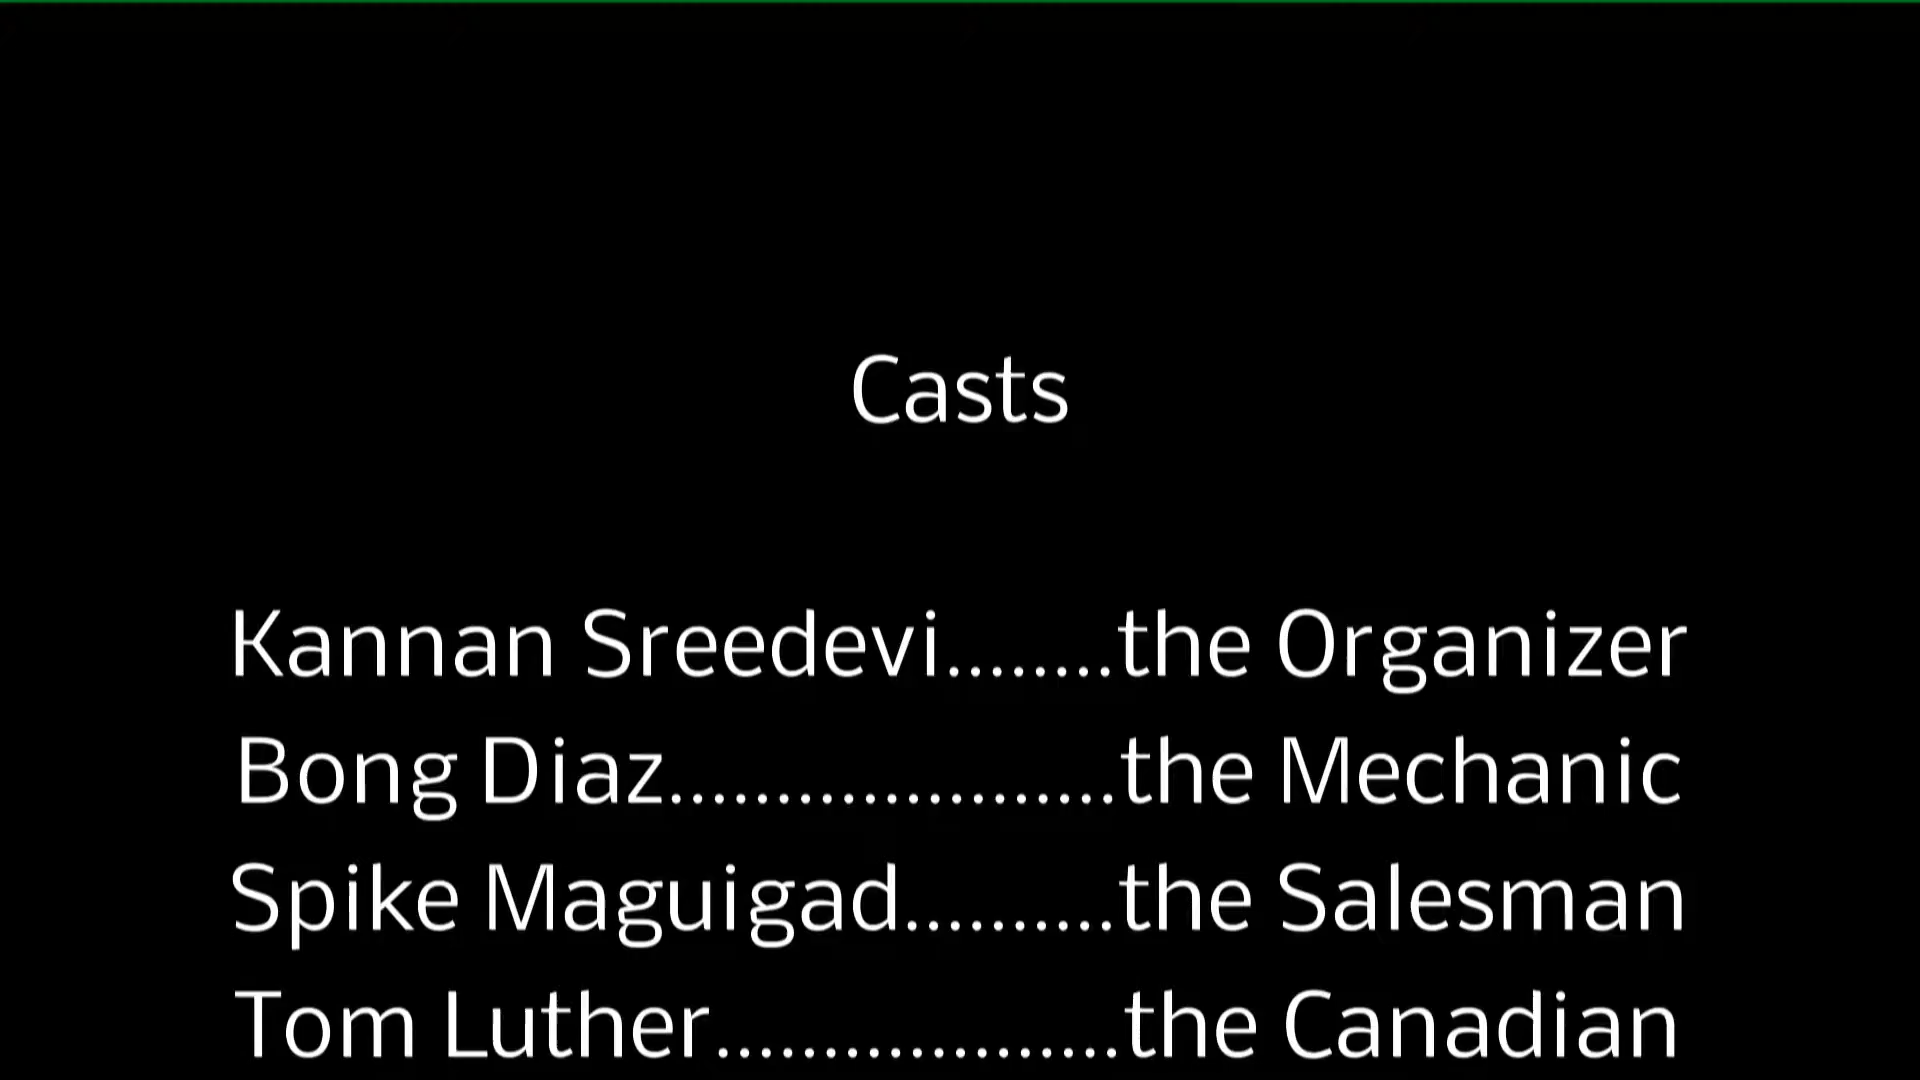 Casts
Kannan Sreedevi........the Organizer
Bong Diaz.....................the Mechanic
Spike Maguigad..........the Salesman
Tom Luther...................the Canadian